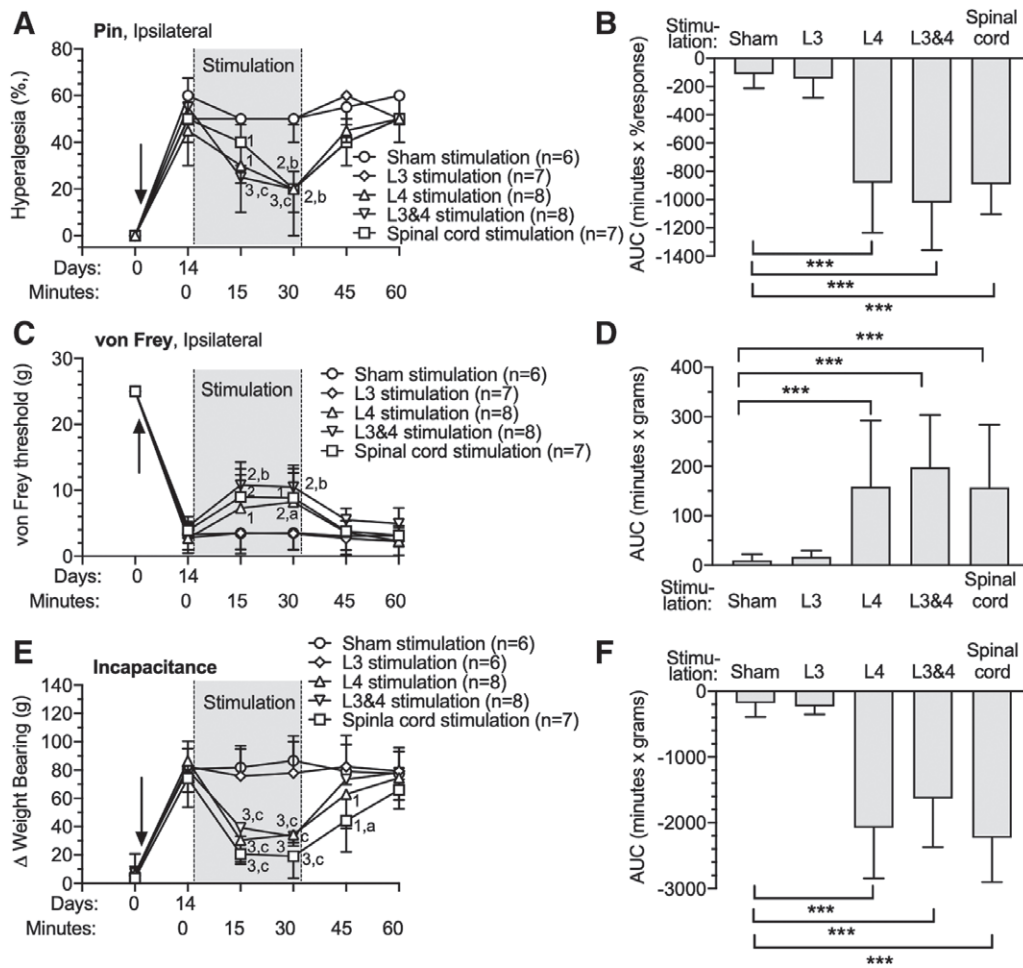 A
Pin, Ipsilateral
Hyperalgesia (%,)
80
60
40
20
0
Stimulation
1
1
3,c
2,b
3,c
2,b
Sham stimulation (n=6)
L3 stimulation (n=7)
L4 stimulation (n=8)
L3&4 stimulation (n=8)
Spinal cord stimulation (n=7)
Days: 0 14
Minutes: 0 15 30 45 60
B
Stimu-
lation: Sham L3 L4 L3&4 Spinal
cord
AUC (minutes x %response)
0
-200
-400
-600
-800
-1000
-1200
-1400
***
***
***
C
von Frey, Ipsilateral
von Frey threshold (g)
30
20
10
0
Stimulation
2,b
2
1
2,b
1
2,a
Sham stimulation (n=6)
L3 stimulation (n=7)
L4 stimulation (n=8)
L3&4 stimulation (n=8)
Spinal cord stimulation (n=7)
Days: 0 14
Minutes: 0 15 30 45 60
D
AUC (minutes x grams)
400
300
200
100
0
***
***
***
Stimu-
lation: Sham L3 L4 L3&4 Spinal
cord
E
Incapacitance
Δ Weight Bearing (g)
140
120
100
80
60
40
20
0
Stimulation
3,c
3,c
3,c
3,c
3
c
3,c
1
1,a
Sham stimulation (n=6)
L3 stimulation (n=6)
L4 stimulation (n=8)
L3&4 stimulation (n=8)
Spinla cord stimulation (n=7)
Days: 0 14
Minutes: 0 15 30 45 60
F
Stimu-
lation: Sham L3 L4 L3&4 Spinal
cord
AUC (minutes x grams)
0
-1000
-2000
-3000
***
***
***